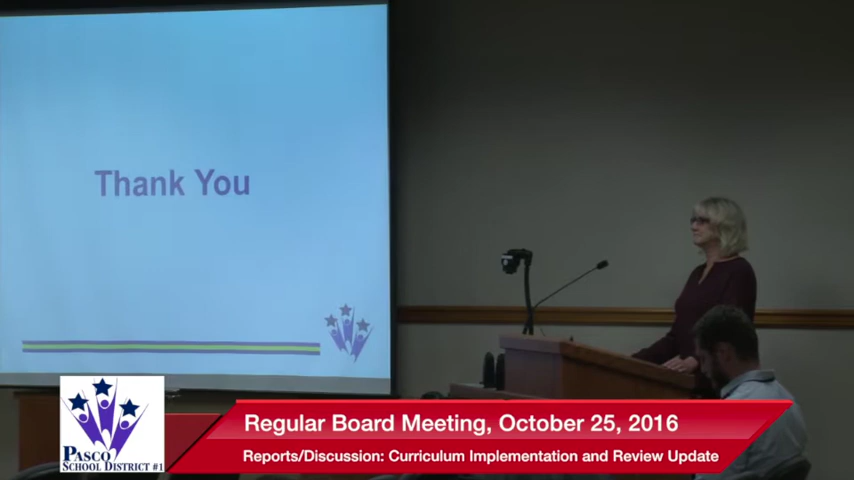 Thank You
Regular Board Meeting, October 25, 2016
Reports/Discussion: Curriculum Implementation and Review Update
PASCO
SCHOOL DISTRICT #1